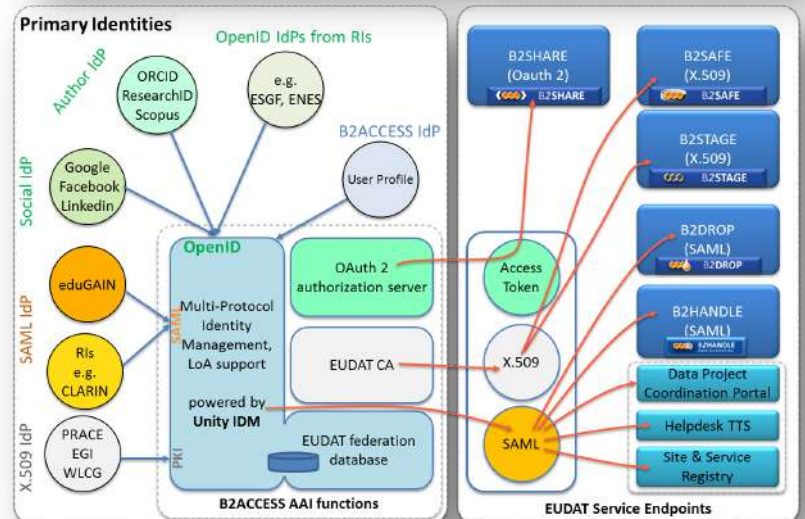 Primary Identities
OpenID IdPs from RIs
Author IdP
ORCID
ResearchID
Scopus
e.g.
ESGF, ENES
B2ACCESS IdP
User Profile
Social IdP
Google
Facebook
Linkedin
SAML IdP
eduGAIN
RIs
e.g.
CLARIN
X.509 IdP
PRACE
EGI
WLCG
OpenID
SAML
PKI
Multi-Protocol
Identity
Management,
LoA support
powered by
Unity IDM
OAuth 2
authorization server
EUDAT CA
EUDAT federation
database
B2ACCESS AAI functions
Access
Token
X.509
SAML
B2SHARE
(Oauth 2)
B2SHARE
B2SAFE
(X.509)
B2SAFE
B2STAGE
(X.509)
B2STAGE
B2DROP
(SAML)
B2DROP
B2HANDLE
(SAML)
B2HANDLE
Data Project
Coordination Portal
Helpdesk TTS
Site & Service
Registry
EUDAT Service Endpoints